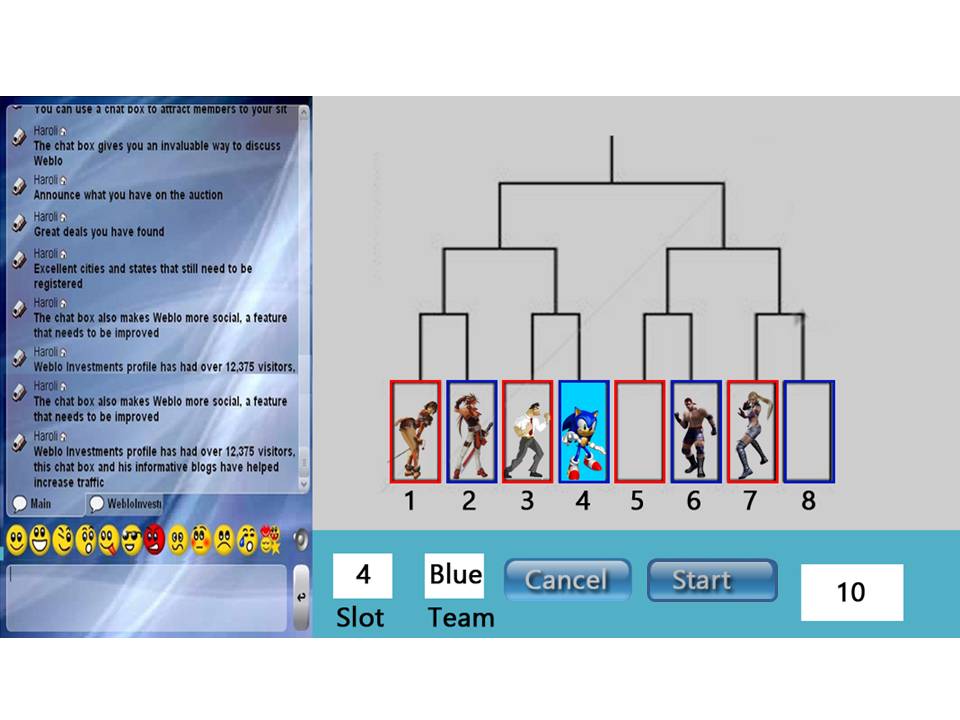 You can use a chat box to attract members to your sit
Haroli
The chat box gives you an invaluable way to discuss
Weblo
Haroli
Announce what you have on the auction
Haroli
Great deals you have found
Haroli
Excellent cities and states that still need to be
registered
Haroli
The chat box also makes Weblo more social, a feature
that needs to be improved
Haroli
Weblo Investments profile has had over 12,375 visitors,
Haroli
The chat box also makes Weblo more social, a feature
that needs to be improved
Haroli
Weblo Investments profile has had over 12,375 visitors,
this chat box and his informative blogs have helped
increase traffic
Main WebloInvesti
1 2 3 4 5 6 7 8
4 Blue Cancel Start 10
Slot Team